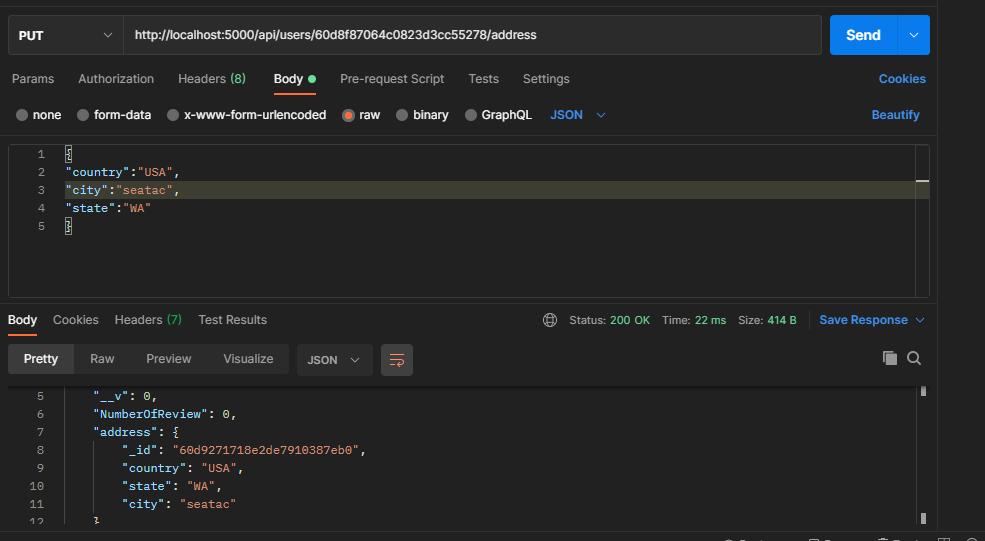 PUT http://localhost:5000/api/users/60d8f87064c0823d3cc55278/address Send
Params Authorization Headers (8) Body Pre-request Script Tests Settings Cookies
none form-data x-www-form-urlencoded raw binary GraphQL JSON Beautify
1 {
2 "country":"USA",
3 "city":"seatac",
4 "state":"WA"
5 }
Body Cookies Headers (7) Test Results Status: 200 OK Time: 22 ms Size: 414 B Save Response
Pretty Raw Preview Visualize JSON
5 "__v": 0,
6 "NumberOfReview": 0,
7 "address": {
8 "_id": "60d9271718e2de7910387eb0",
9 "country": "USA",
10 "state": "WA",
11 "city": "seatac"
12 }